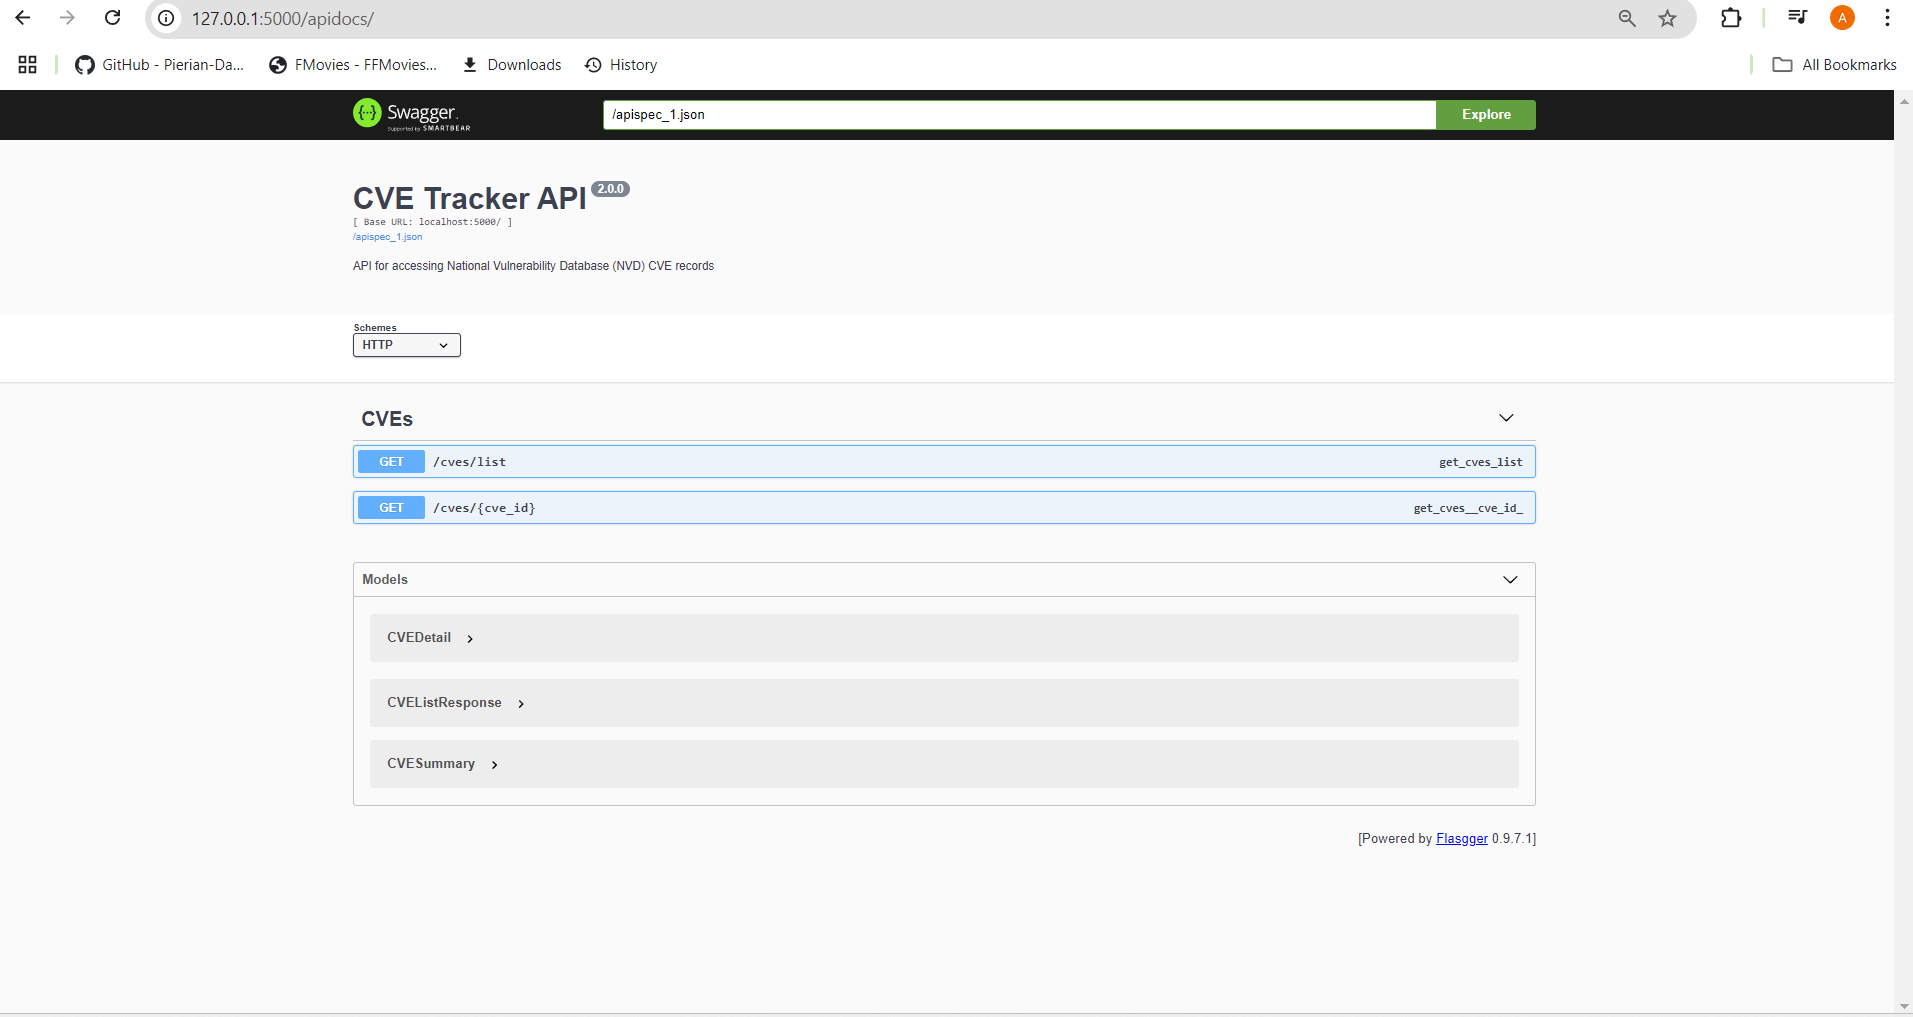 127.0.0.1:5000/apidocs/
A
GitHub - Pierian-Da...
FMovies - FFMovies...
Downloads
History
All Bookmarks
{···} Swagger.
Supported by SMARTBEAR
/apispec_1.json
Explore
CVE Tracker API 2.0.0
[ Base URL: localhost:5000/ ]
/apispec_1.json
API for accessing National Vulnerability Database (NVD) CVE records
Schemes
HTTP
CVEs
GET /cves/list get_cves_list
GET /cves/{cve_id} get_cves__cve_id_
Models
CVEDetail
CVEListResponse
CVESummary
[Powered by Flasgger 0.9.7.1]